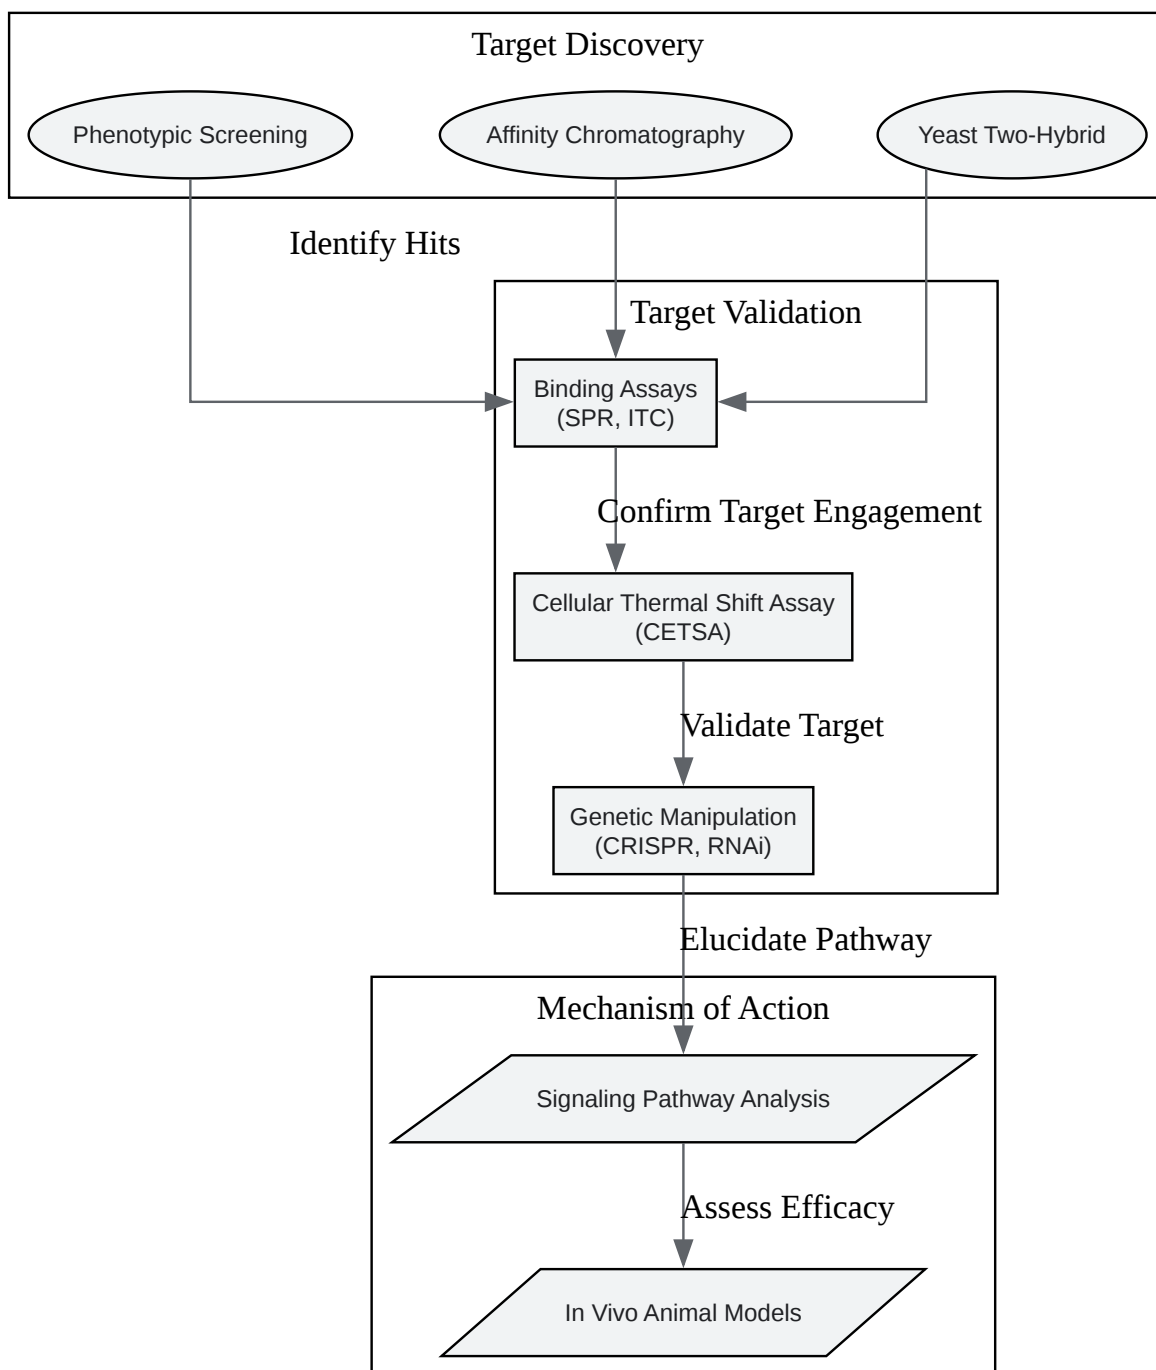 Target Discovery
Phenotypic Screening
Affinity Chromatography
Yeast Two-Hybrid
Identify Hits
Target Validation
Binding Assays
(SPR, ITC)
Confirm Target Engagement
Cellular Thermal Shift Assay
(CETSA)
Validate Target
Genetic Manipulation
(CRISPR, RNAi)
Elucidate Pathway
Mechanism of Action
Signaling Pathway Analysis
Assess Efficacy
In Vivo Animal Models